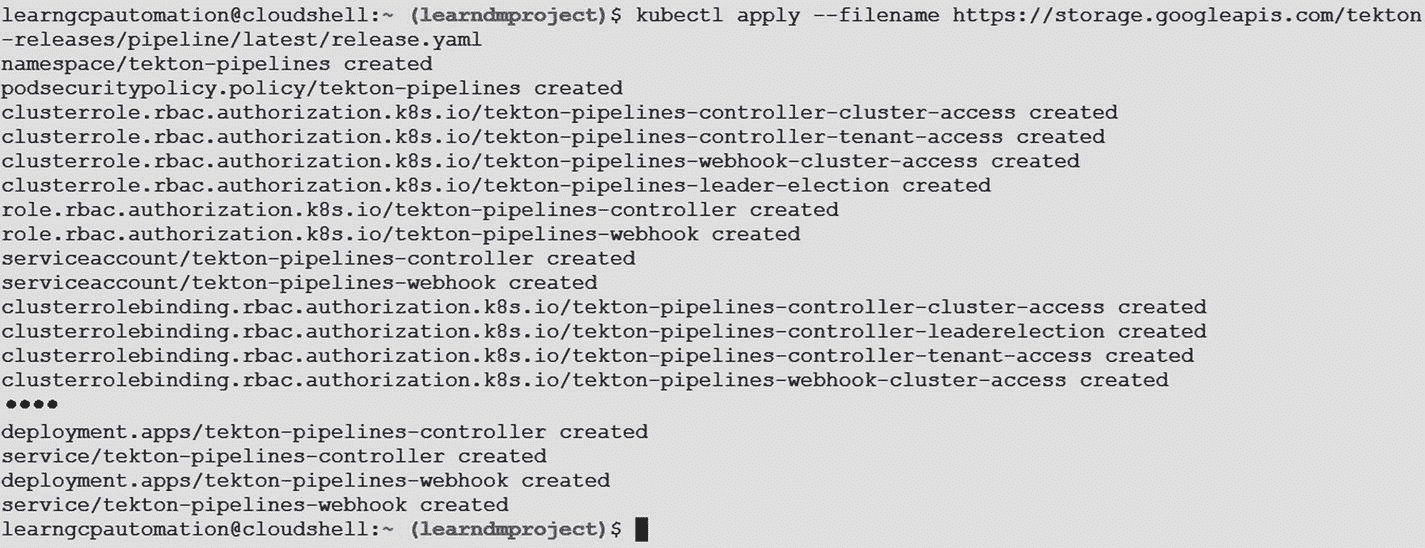 learngcpautomation@cloudshell:~ (learndmproject)$ kubectl apply --filename https://storage.googleapis.com/tekton
-releases/pipeline/latest/release.yaml
namespace/tekton-pipelines created
podsecuritypolicy.policy/tekton-pipelines created
clusterrole.rbac.authorization.k8s.io/tekton-pipelines-controller-cluster-access created
clusterrole.rbac.authorization.k8s.io/tekton-pipelines-controller-tenant-access created
clusterrole.rbac.authorization.k8s.io/tekton-pipelines-webhook-cluster-access created
clusterrole.rbac.authorization.k8s.io/tekton-pipelines-leader-election created
role.rbac.authorization.k8s.io/tekton-pipelines-controller created
role.rbac.authorization.k8s.io/tekton-pipelines-webhook created
serviceaccount/tekton-pipelines-controller created
serviceaccount/tekton-pipelines-webhook created
clusterrolebinding.rbac.authorization.k8s.io/tekton-pipelines-controller-cluster-access created
clusterrolebinding.rbac.authorization.k8s.io/tekton-pipelines-controller-leaderelection created
clusterrolebinding.rbac.authorization.k8s.io/tekton-pipelines-controller-tenant-access created
clusterrolebinding.rbac.authorization.k8s.io/tekton-pipelines-webhook-cluster-access created
••••
deployment.apps/tekton-pipelines-controller created
service/tekton-pipelines-controller created
deployment.apps/tekton-pipelines-webhook created
service/tekton-pipelines-webhook created
learngcpautomation@cloudshell:~ (learndmproject)$